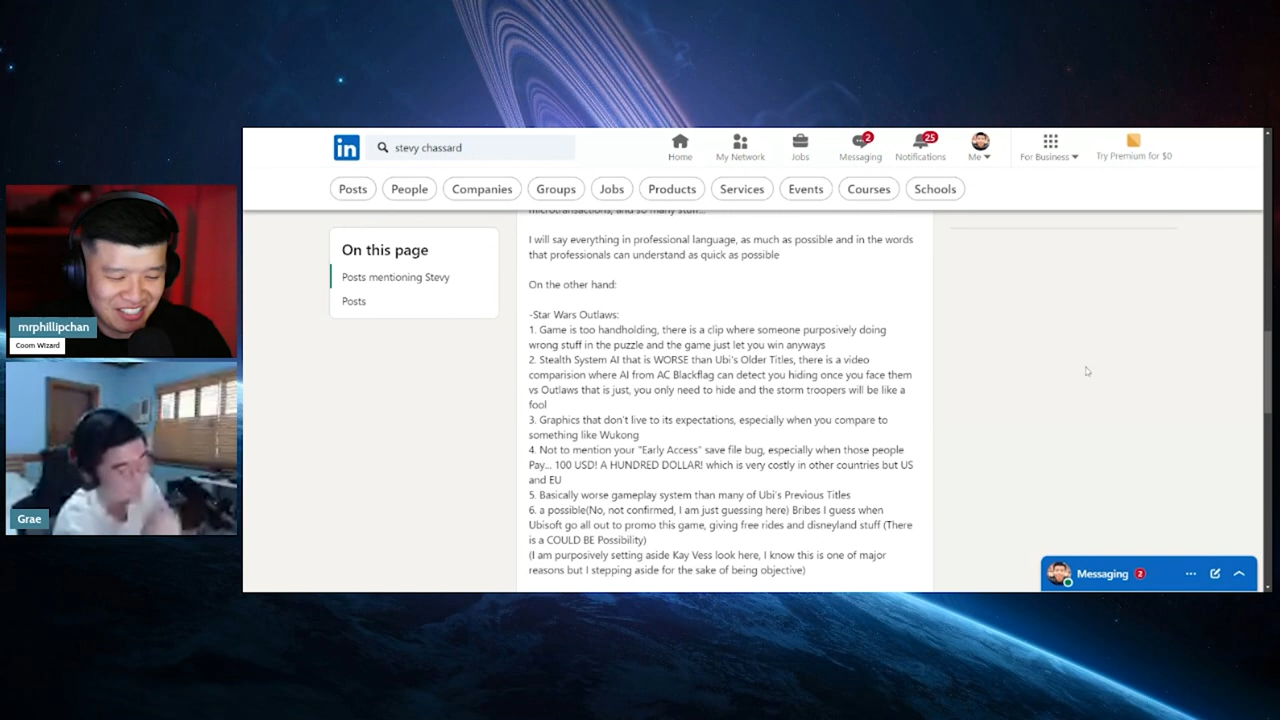 in
stevy chassard
Home
My Network
Jobs
2
Messaging
25
Notifications
Me
For Business
Try Premium for $0
Posts
People
Companies
Groups
Jobs
Products
Services
Events
Courses
Schools
On this page
Posts mentioning Stevy
Posts
microtransactions, and so many stuff...
I will say everything in professional language, as much as possible and in the words
that professionals can understand as quick as possible
On the other hand:
-Star Wars Outlaws:
1. Game is too handholding, there is a clip where someone purposively doing
wrong stuff in the puzzle and the game just let you win anyways
2. Stealth System AI that is WORSE than Ubi's Older Titles, there is a video
comparision where AI from AC Blackflag can detect you hiding once you face them
vs Outlaws that is just, you only need to hide and the storm troopers will be like a
fool
3. Graphics that don't live to its expectations, especially when you compare to
something like Wukong
4. Not to mention your "Early Access" save file bug, especially when those people
Pay... 100 USD! A HUNDRED DOLLAR! which is very costly in other countries but US
and EU
5. Basically worse gameplay system than many of Ubi's Previous Titles
6. a possible(No, not confirmed, I am just guessing here) Bribes I guess when
Ubisoft go all out to promo this game, giving free rides and disneyland stuff (There
is a COULD BE Possibility)
(I am purposively setting aside Kay Vess look here, I know this is one of major
reasons but I stepping aside for the sake of being objective)
Messaging 2
mrphillipchan
Coom Wizard
Grae